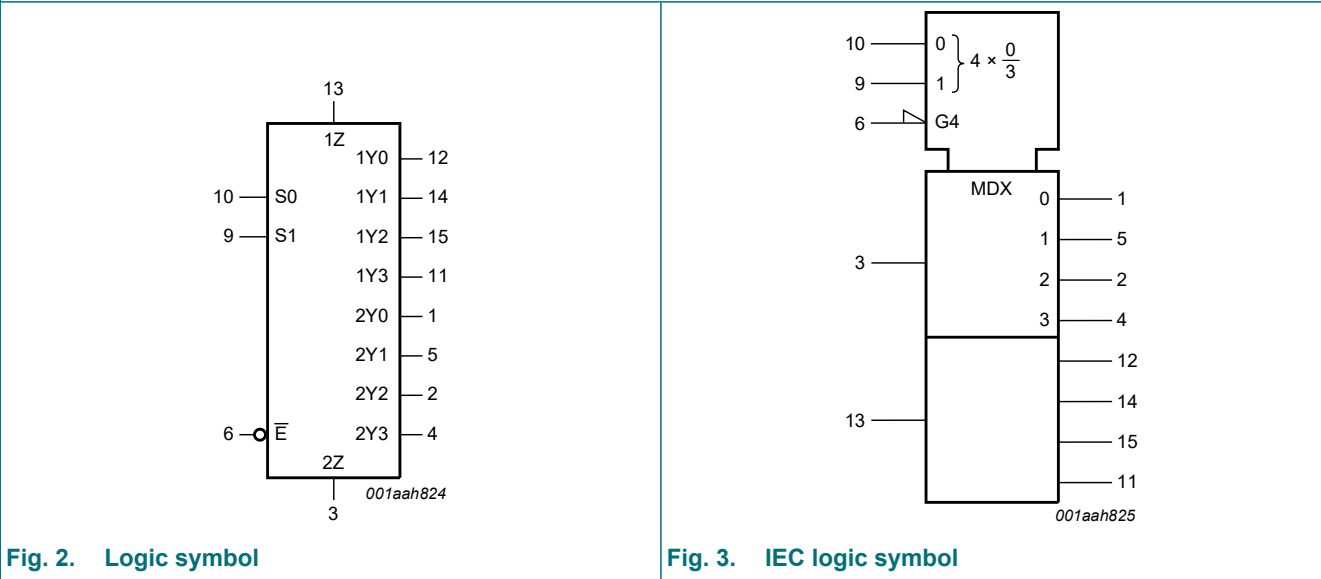 13
1Z
1Y0 12
10 S0 1Y1 14
9 S1 1Y2 15
1Y3 11
2Y0 1
2Y1 5
2Y2 2
6 E̅ 2Y3 4
2Z
001aah824
3
Fig. 2. Logic symbol
10 0
4 × 0/3
9 1
6 G4
MDX
0 1
1 5
3
2 2
3 4
12
14
13
15
11
001aah825
Fig. 3. IEC logic symbol